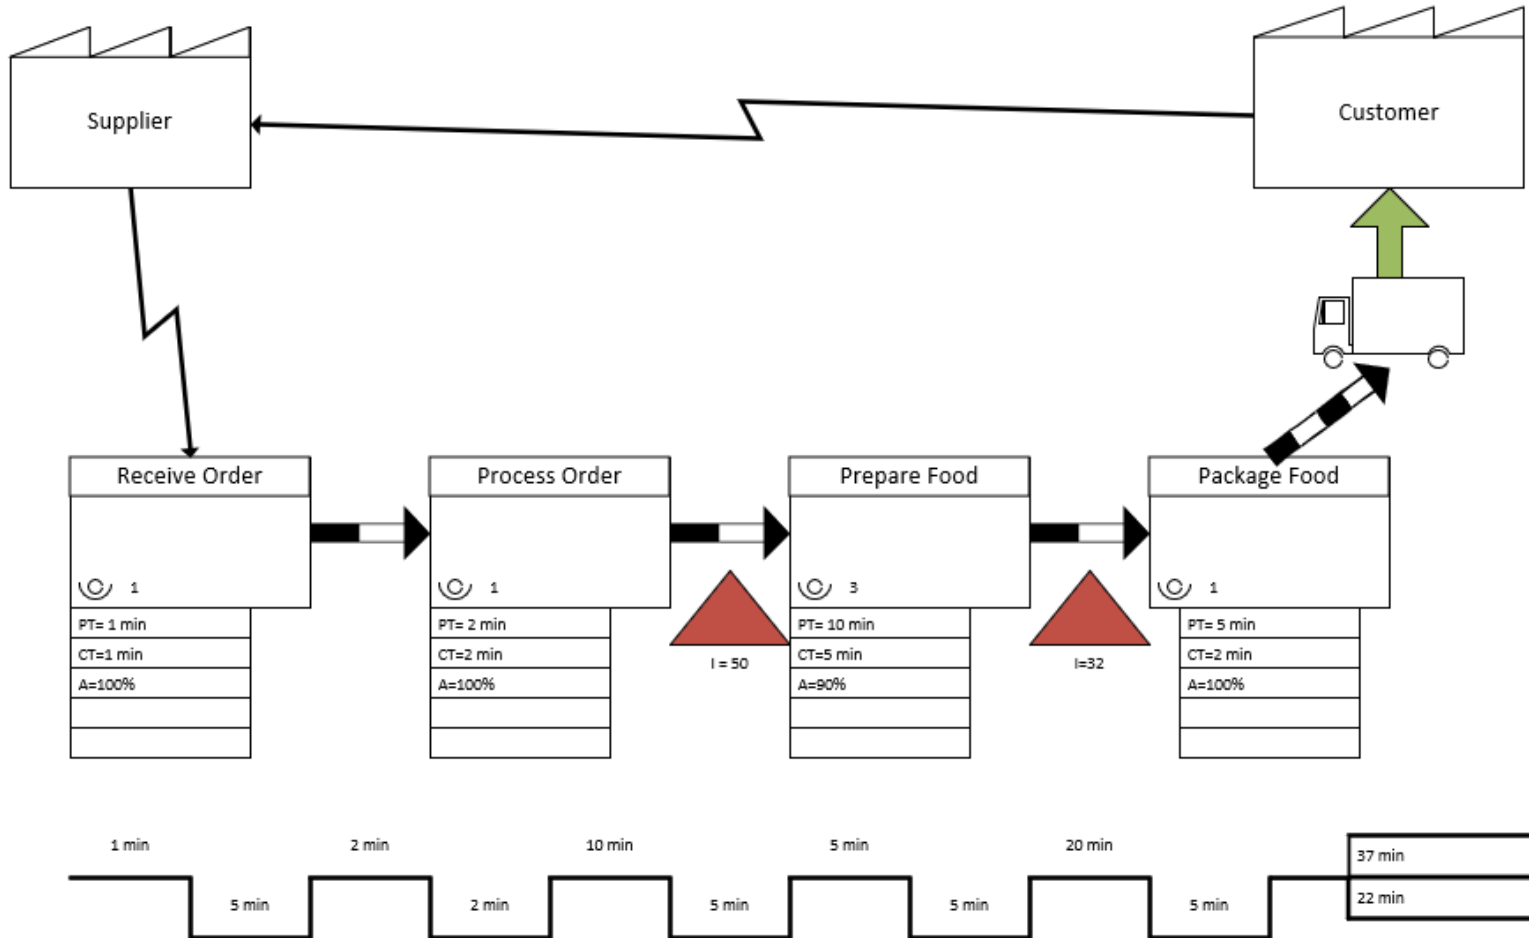 Supplier
Customer
Receive Order
Process Order
Prepare Food
Package Food
1
1
3
1
PT= 1 min
CT=1 min
A=100%
PT= 2 min
CT=2 min
A=100%
I = 50
PT= 10 min
CT=5 min
A=90%
I=32
PT= 5 min
CT=2 min
A=100%
1 min
2 min
10 min
5 min
20 min
37 min
5 min
2 min
5 min
5 min
5 min
22 min